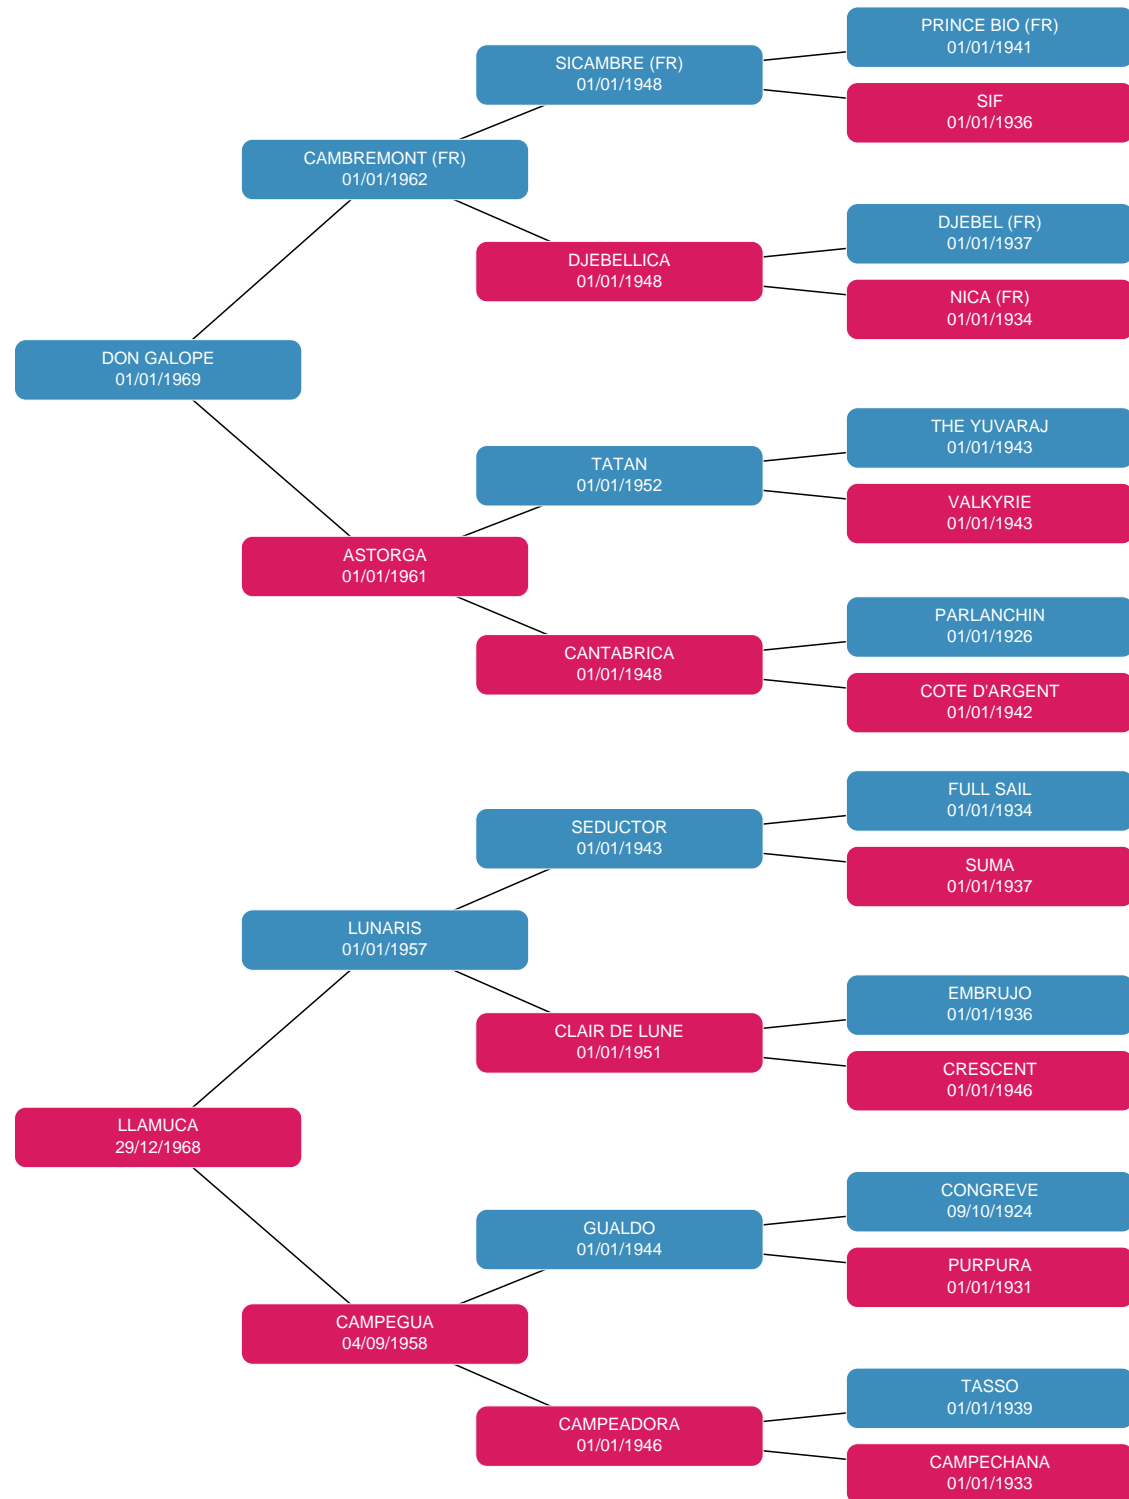 PRINCE BIO (FR)
01/01/1941
SICAMBRE (FR)
01/01/1948
SIF
01/01/1936
CAMBREMONT (FR)
01/01/1962
DJEBEL (FR)
01/01/1937
DJEBELLICA
01/01/1948
NICA (FR)
01/01/1934
DON GALOPE
01/01/1969
THE YUVARAJ
01/01/1943
TATAN
01/01/1952
VALKYRIE
01/01/1943
ASTORGA
01/01/1961
PARLANCHIN
01/01/1926
CANTABRICA
01/01/1948
COTE D'ARGENT
01/01/1942
FULL SAIL
01/01/1934
SEDUCTOR
01/01/1943
SUMA
01/01/1937
LUNARIS
01/01/1957
EMBRUJO
01/01/1936
CLAIR DE LUNE
01/01/1951
CRESCENT
01/01/1946
LLAMUCA
29/12/1968
CONGREVE
09/10/1924
GUALDO
01/01/1944
PURPURA
01/01/1931
CAMPEGUA
04/09/1958
TASSO
01/01/1939
CAMPEADORA
01/01/1946
CAMPECHANA
01/01/1933